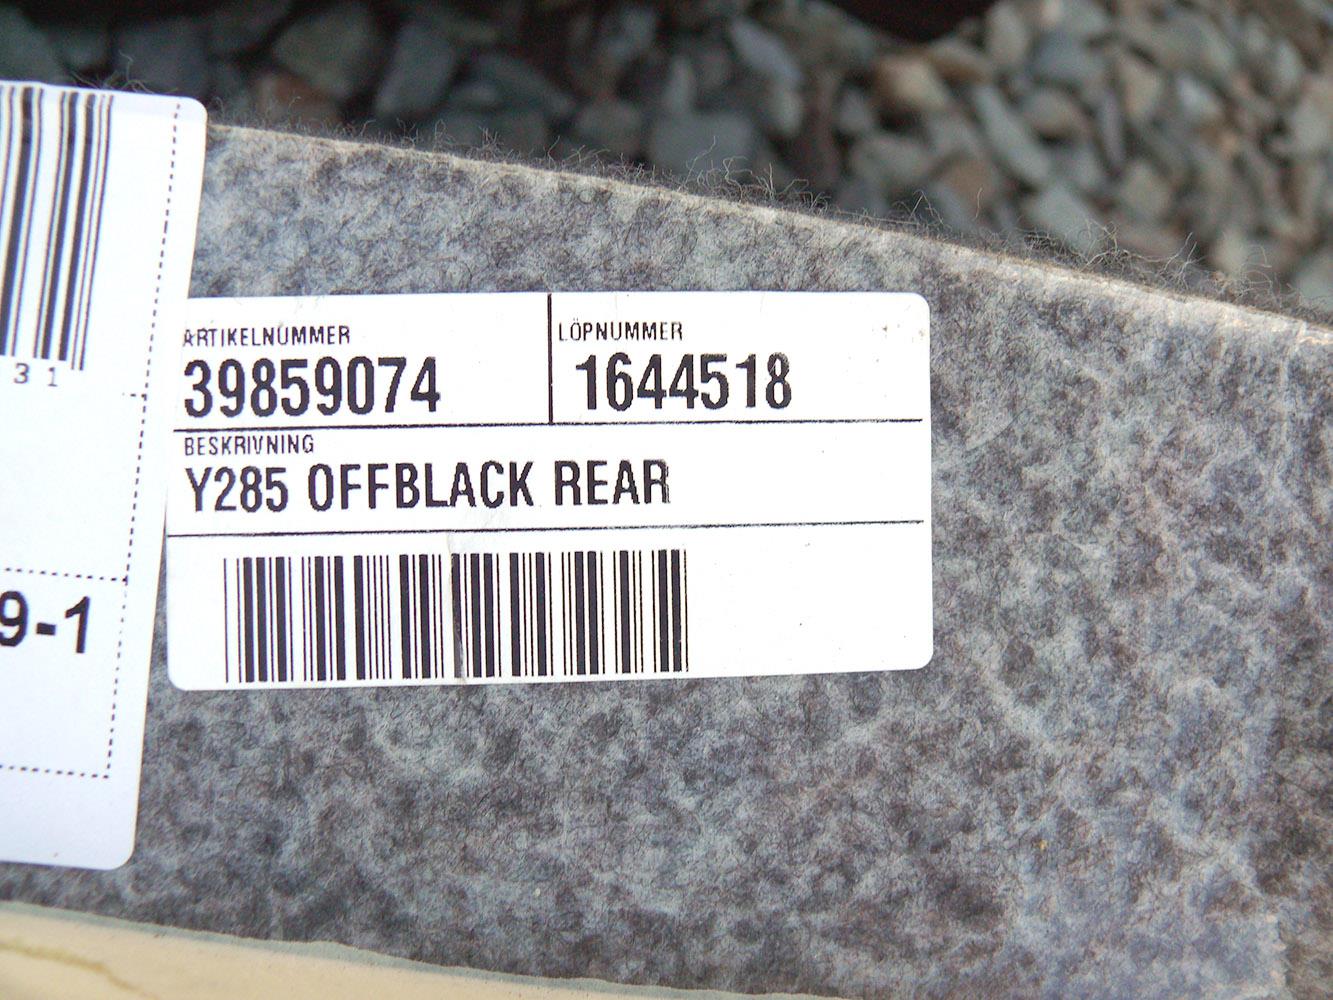 31
9-1
ARTIKELNUMMER
39859074
LÖPNUMMER
1644518
BESKRIVNING
Y285 OFFBLACK REAR